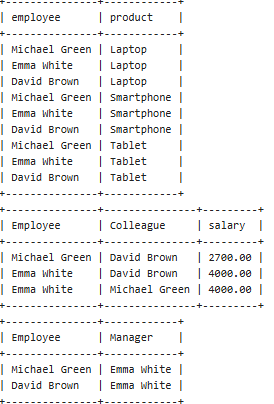 +---------------+------------+
| employee      | product    |
+---------------+------------+
| Michael Green | Laptop     |
| Emma White    | Laptop     |
| David Brown   | Laptop     |
| Michael Green | Smartphone |
| Emma White    | Smartphone |
| David Brown   | Smartphone |
| Michael Green | Tablet     |
| Emma White    | Tablet     |
| David Brown   | Tablet     |
+---------------+------------+
+---------------+---------------+---------+
| Employee      | Colleague     | salary  |
+---------------+---------------+---------+
| Michael Green | David Brown   | 2700.00 |
| Emma White    | David Brown   | 4000.00 |
| Emma White    | Michael Green | 4000.00 |
+---------------+---------------+---------+
+---------------+------------+
| Employee      | Manager    |
+---------------+------------+
| Michael Green | Emma White |
| David Brown   | Emma White |
+---------------+------------+